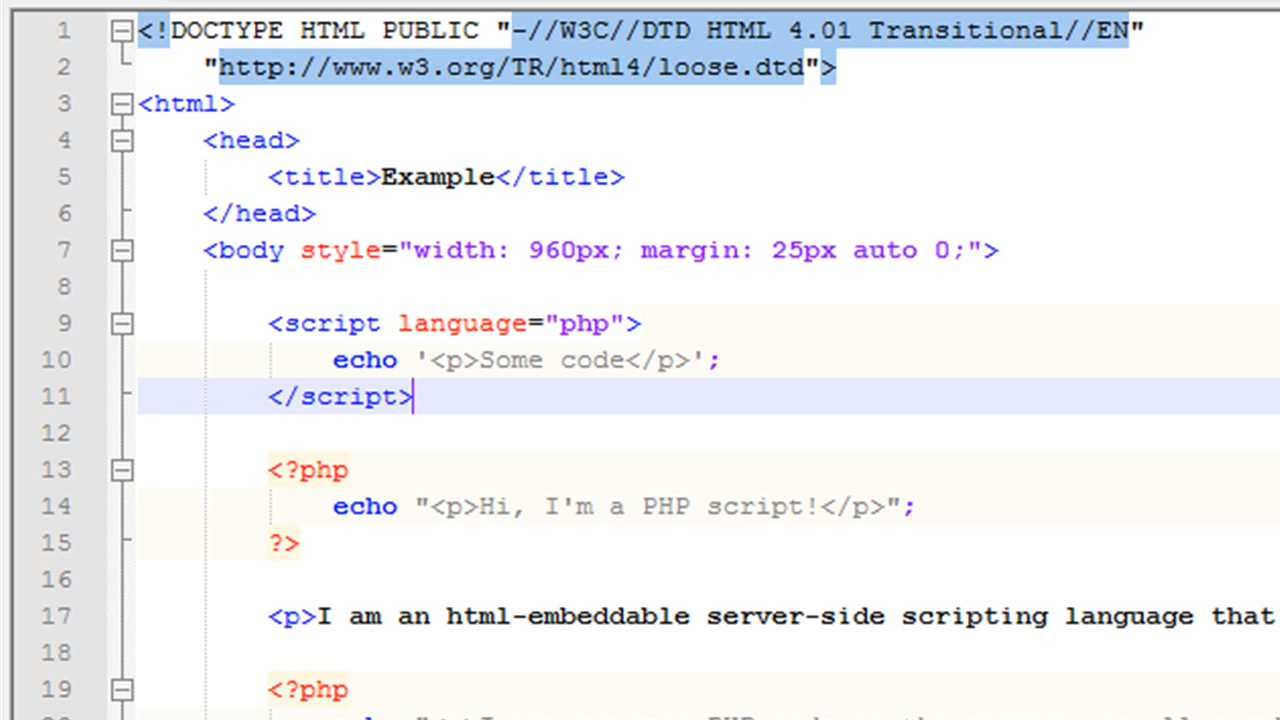 1 <!DOCTYPE HTML PUBLIC "-//W3C//DTD HTML 4.01 Transitional//EN"
2 "http://www.w3.org/TR/html4/loose.dtd">
3 <html>
4 <head>
5 <title>Example</title>
6 </head>
7 <body style="width: 960px; margin: 25px auto 0;">
8
9 <script language="php">
10 echo '<p>Some code</p>';
11 </script>
12
13 <?php
14 echo "<p>Hi, I'm a PHP script!</p>";
15 ?>
16
17 <p>I am an html-embeddable server-side scripting language that
18
19 <?php